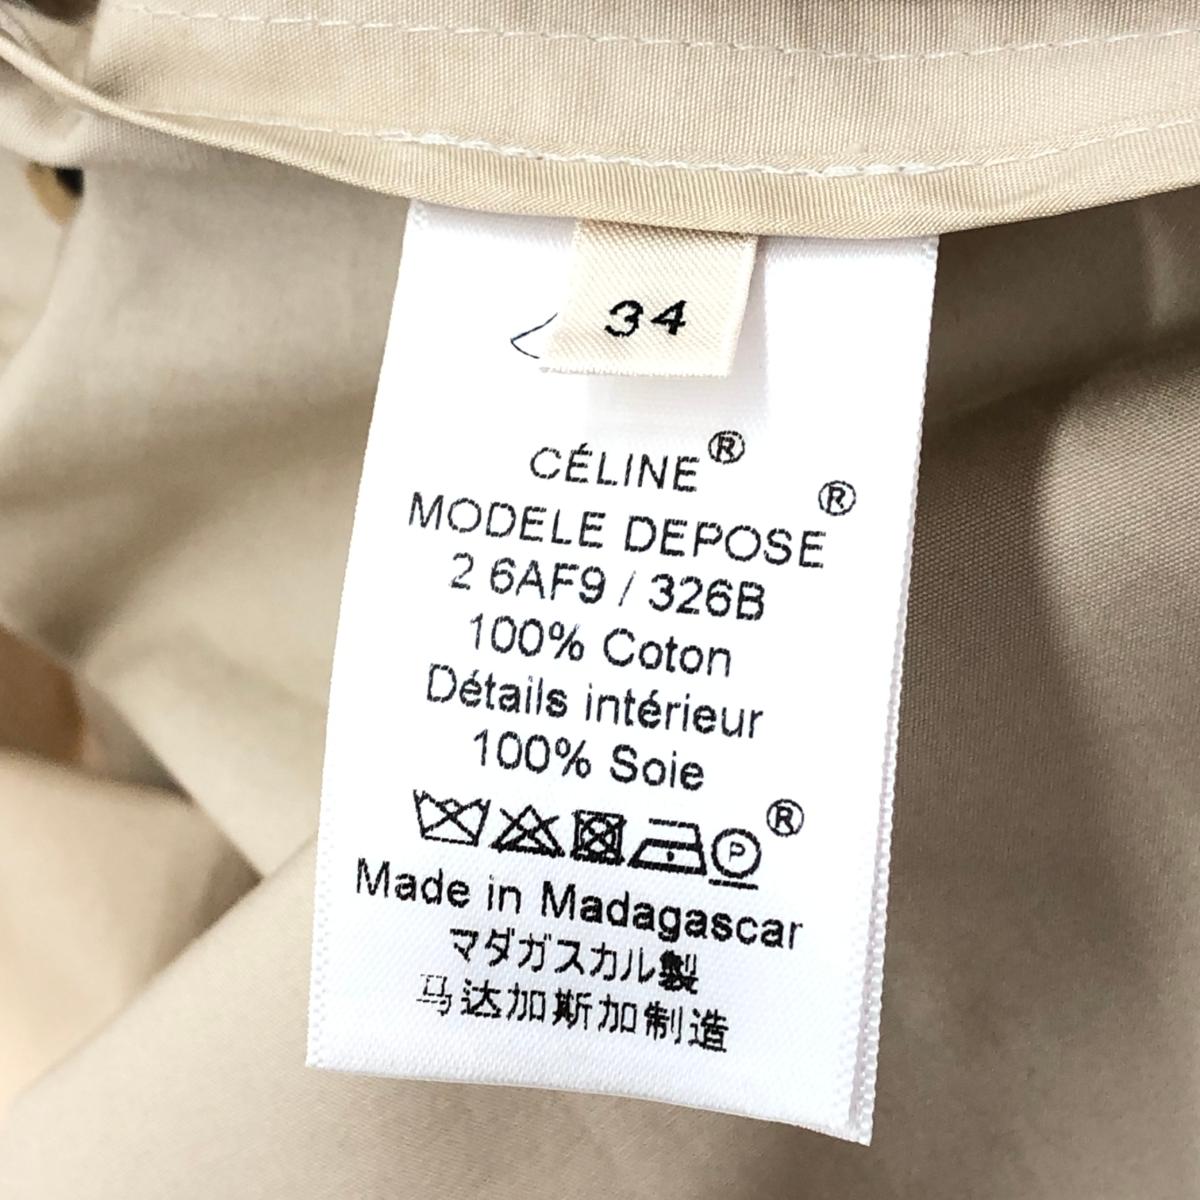 34
CÉLINE®
MODELE DEPOSE®
2 6AF9 / 326B
100% Coton
Détails intérieur
100% Soie
P ®
Made in Madagascar
マダガスカル製
马达加斯加制造